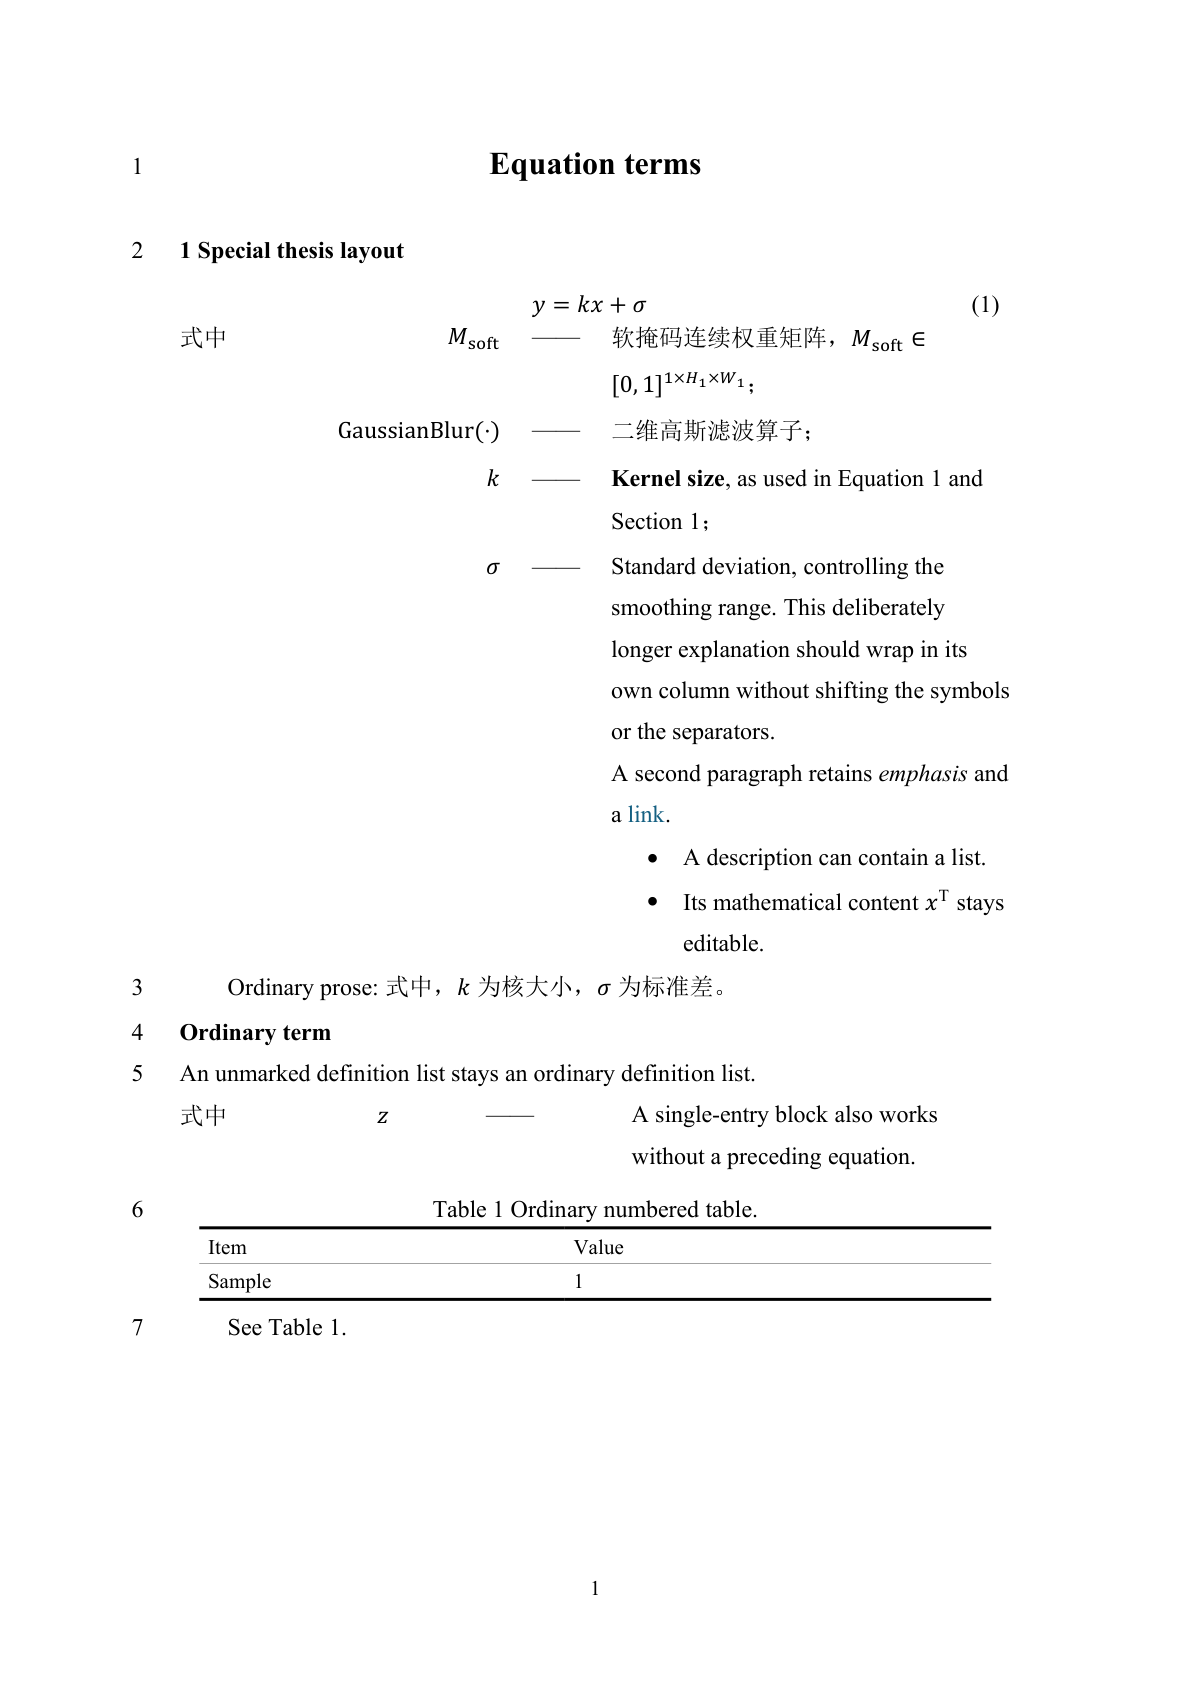 1 Equation terms
2 1 Special thesis layout
y = kx + σ (1)
式中 M_soft —— 软掩码连续权重矩阵，M_soft ∈
[0, 1]^{1×H_1×W_1}；
GaussianBlur(·) —— 二维高斯滤波算子；
k —— Kernel size, as used in Equation 1 and
Section 1；
σ —— Standard deviation, controlling the
smoothing range. This deliberately
longer explanation should wrap in its
own column without shifting the symbols
or the separators.
A second paragraph retains emphasis and
a link.
• A description can contain a list.
• Its mathematical content x^T stays
editable.
3 Ordinary prose: 式中，k 为核大小，σ 为标准差。
4 Ordinary term
5 An unmarked definition list stays an ordinary definition list.
式中 z —— A single-entry block also works
without a preceding equation.
6 Table 1 Ordinary numbered table.
Item Value
Sample 1
7 See Table 1.
1